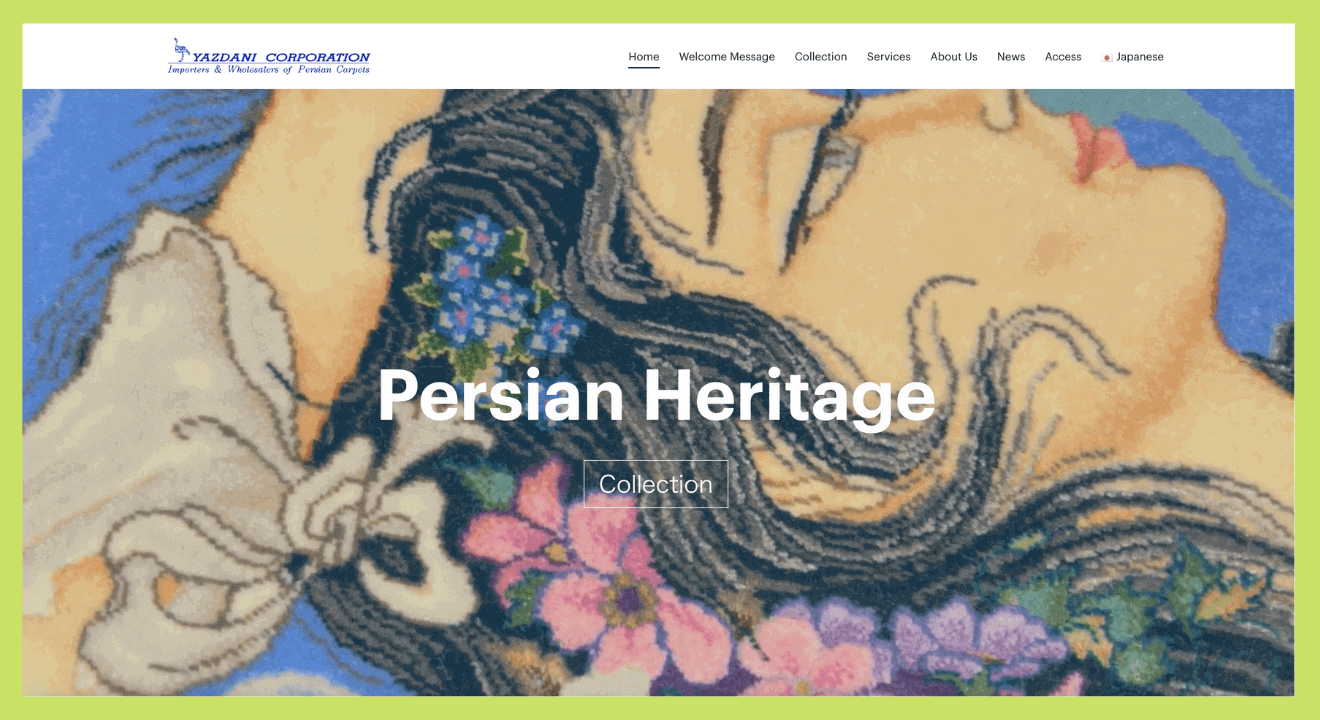 YAZDANI CORPORATION
Importers & Wholesalers of Persian Carpets
Home Welcome Message Collection Services About Us News Access Japanese
Persian Heritage
Collection